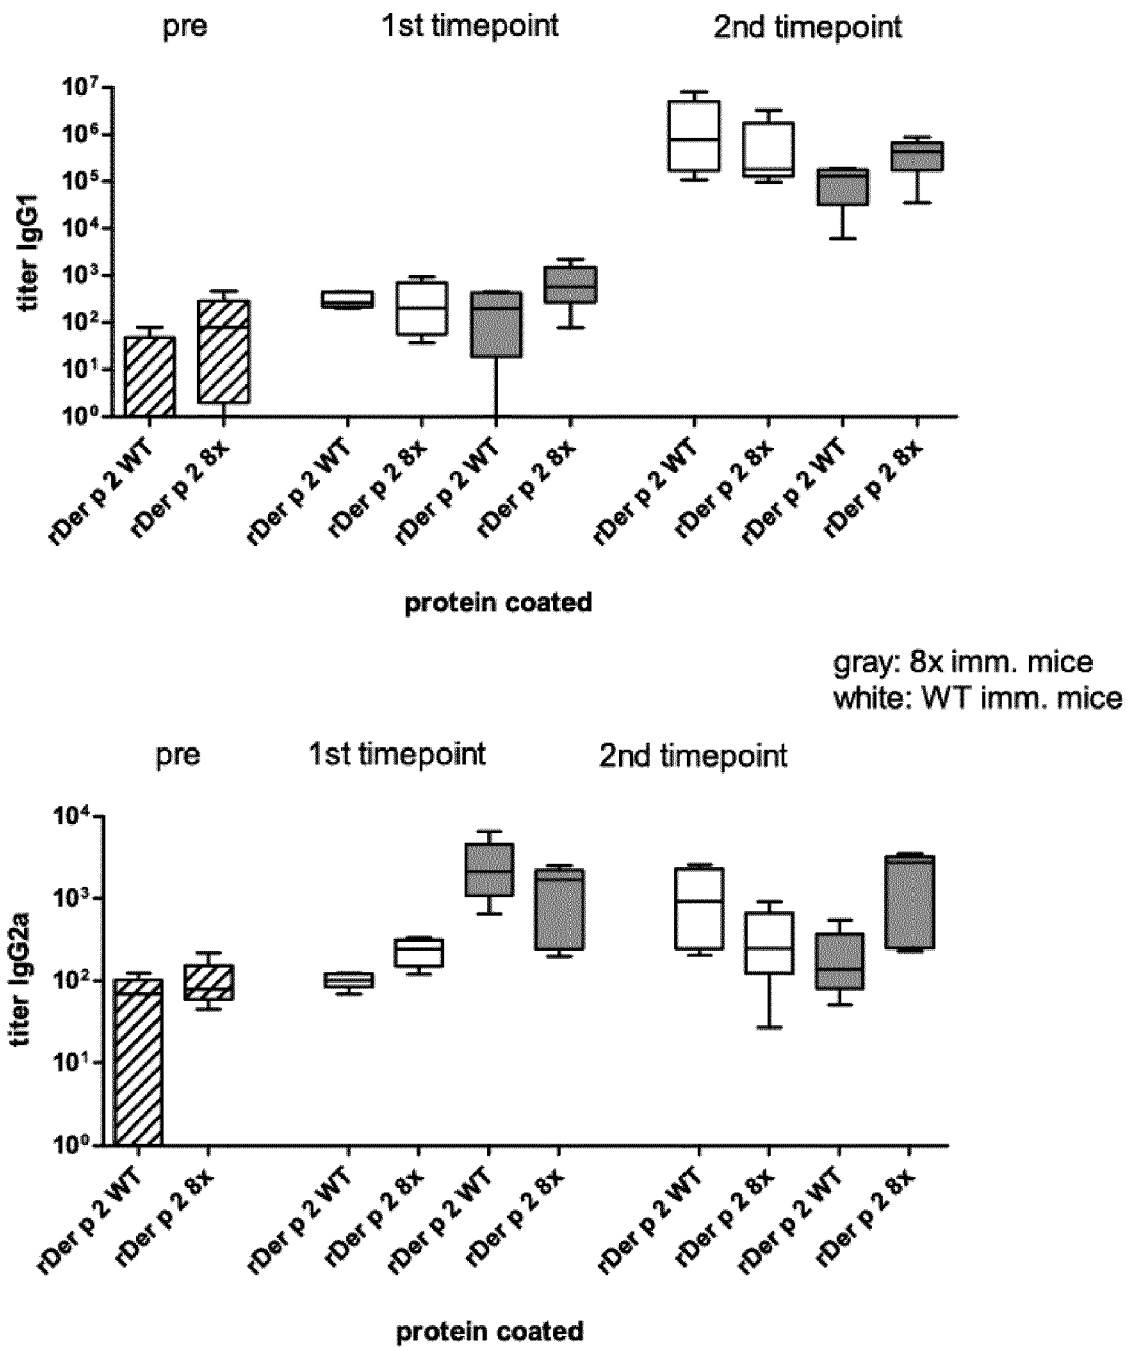 pre 1st timepoint 2nd timepoint
10⁷
10⁶
10⁵
10⁴
10³
10²
10¹
10⁰
titer IgG1
rDer p 2 WT rDer p 2 8x rDer p 2 WT rDer p 2 8x rDer p 2 WT rDer p 2 8x rDer p 2 WT rDer p 2 8x rDer p 2 WT rDer p 2 8x
protein coated
gray: 8x imm. mice
white: WT imm. mice
pre 1st timepoint 2nd timepoint
10⁴
10³
10²
10¹
10⁰
titer IgG2a
rDer p 2 WT rDer p 2 8x rDer p 2 WT rDer p 2 8x rDer p 2 WT rDer p 2 8x rDer p 2 WT rDer p 2 8x rDer p 2 WT rDer p 2 8x
protein coated